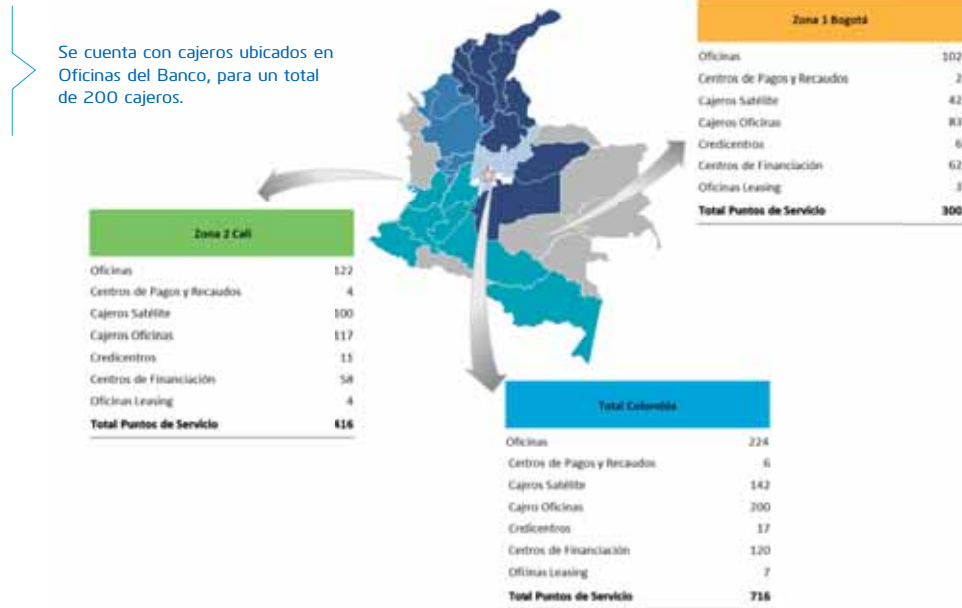 Se cuenta con cajeros ubicados en
Oficinas del Banco, para un total
de 200 cajeros.
Zona 1 Bogotá
Oficinas 102
Centros de Pagos y Recaudos 2
Cajeros Satélite 42
Cajeros Oficinas 83
Credicentros 6
Centros de Financiación 62
Oficinas Leasing 3
Total Puntos de Servicio 300
Zona 2 Cali
Oficinas 122
Centros de Pagos y Recaudos 4
Cajeros Satélite 100
Cajeros Oficinas 117
Credicentros 11
Centros de Financiación 58
Oficinas Leasing 4
Total Puntos de Servicio 416
Total Colombia
Oficinas 224
Centros de Pagos y Recaudos 6
Cajros Satélite 142
Cajro Oficinas 200
Credicentros 17
Centros de Financiación 120
Ofiinas Leasing 7
Total Puntos de Servicio 716